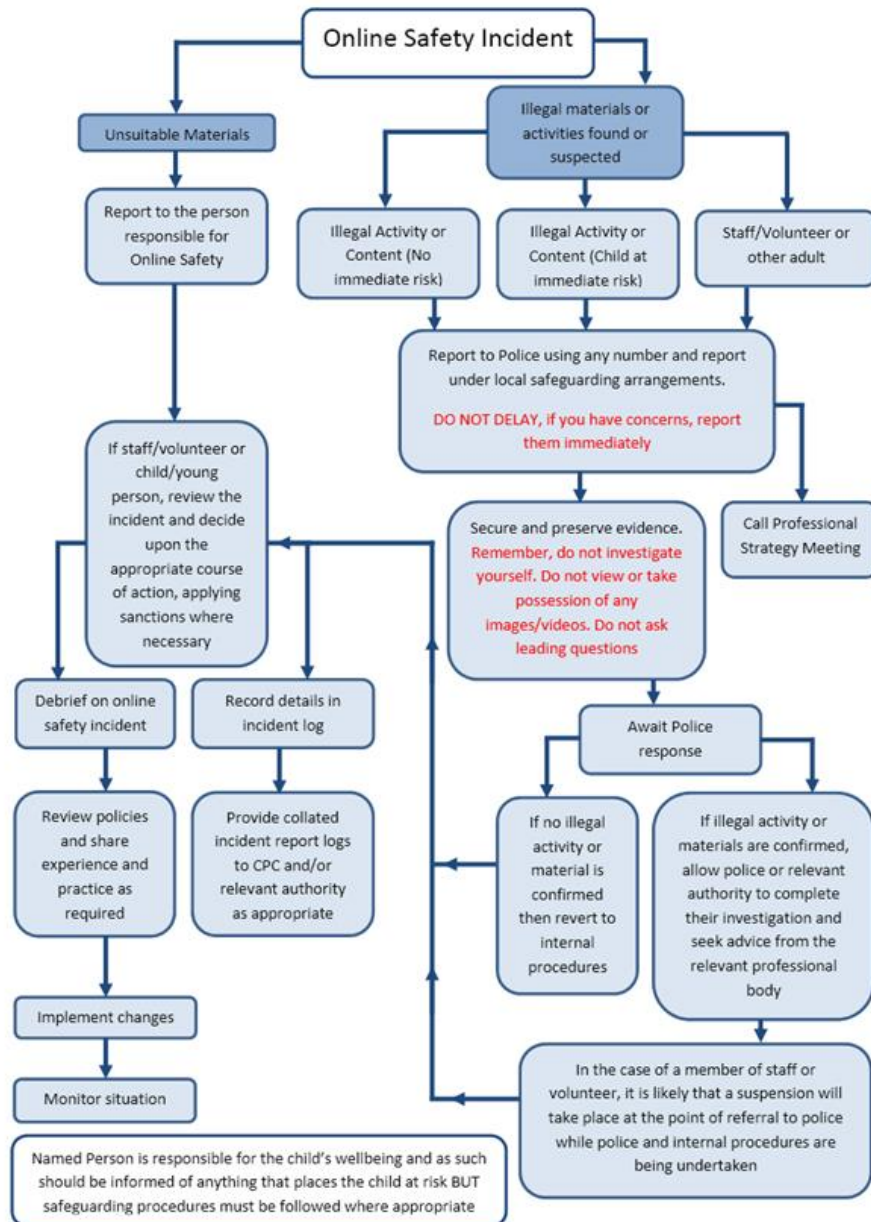 Online Safety Incident
Unsuitable Materials
Illegal materials or
activities found or
suspected
Report to the person
responsible for
Online Safety
Illegal Activity or
Content (No
immediate risk)
Illegal Activity or
Content (Child at
immediate risk)
Staff/Volunteer or
other adult
Report to Police using any number and report
under local safeguarding arrangements.
DO NOT DELAY, if you have concerns, report
them immediately
If staff/volunteer or
child/young
person, review the
incident and decide
upon the
appropriate course
of action, applying
sanctions where
necessary
Secure and preserve evidence.
Remember, do not investigate
yourself. Do not view or take
possession of any
images/videos. Do not ask
leading questions
Call Professional
Strategy Meeting
Debrief on online
safety incident
Record details in
incident log
Await Police
response
Review policies
and share
experience and
practice as
required
Provide collated
incident report logs
to CPC and/or
relevant authority
as appropriate
If no illegal
activity or
material is
confirmed
then revert to
internal
procedures
If illegal activity or
materials are confirmed,
allow police or relevant
authority to complete
their investigation and
seek advice from the
relevant professional
body
Implement changes
Monitor situation
In the case of a member of staff or
volunteer, it is likely that a suspension will
take place at the point of referral to police
while police and internal procedures are
being undertaken
Named Person is responsible for the child's wellbeing and as such
should be informed of anything that places the child at risk BUT
safeguarding procedures must be followed where appropriate